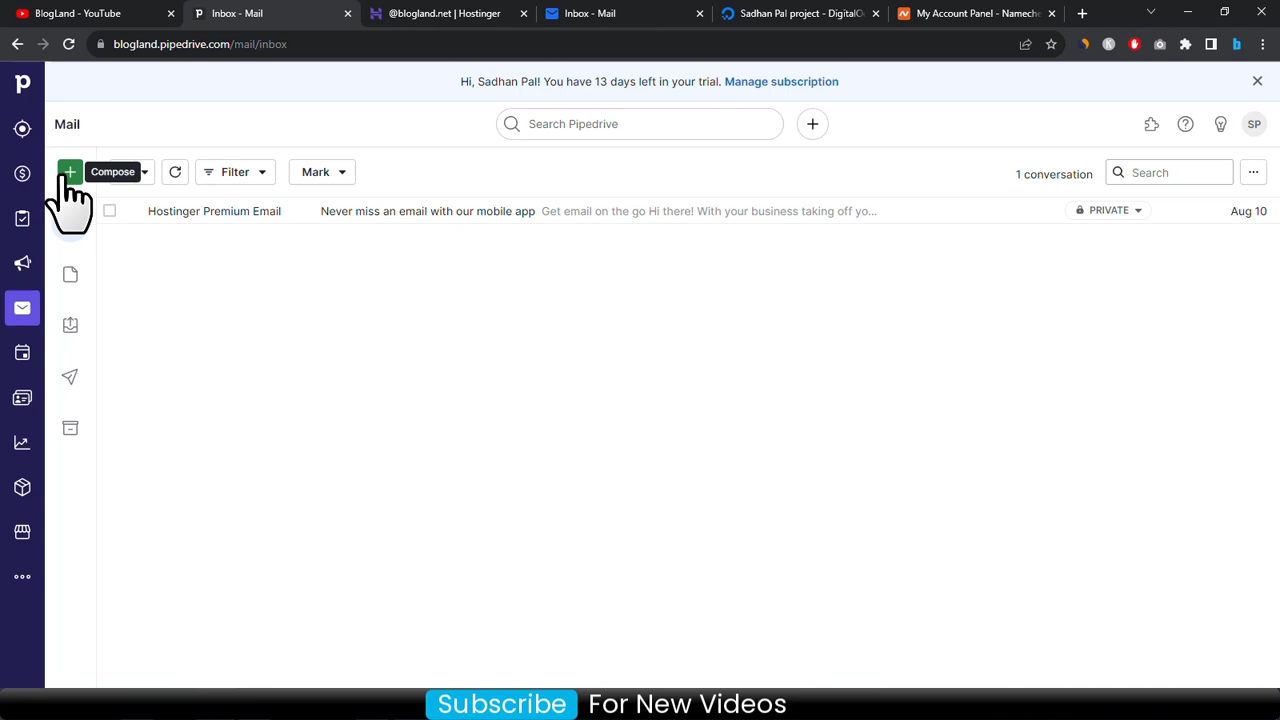 BlogLand - YouTube
Inbox - Mail
@blogland.net | Hostinger
Inbox - Mail
Sadhan Pal project - DigitalOc
My Account Panel - Namech
blogland.pipedrive.com/mail/inbox
Hi, Sadhan Pal! You have 13 days left in your trial. Manage subscription
Mail
Search Pipedrive
SP
Compose
Filter
Mark
1 conversation
Search
Hostinger Premium Email
Never miss an email with our mobile app Get email on the go Hi there! With your business taking off yo...
PRIVATE
Aug 10
Subscribe For New Videos